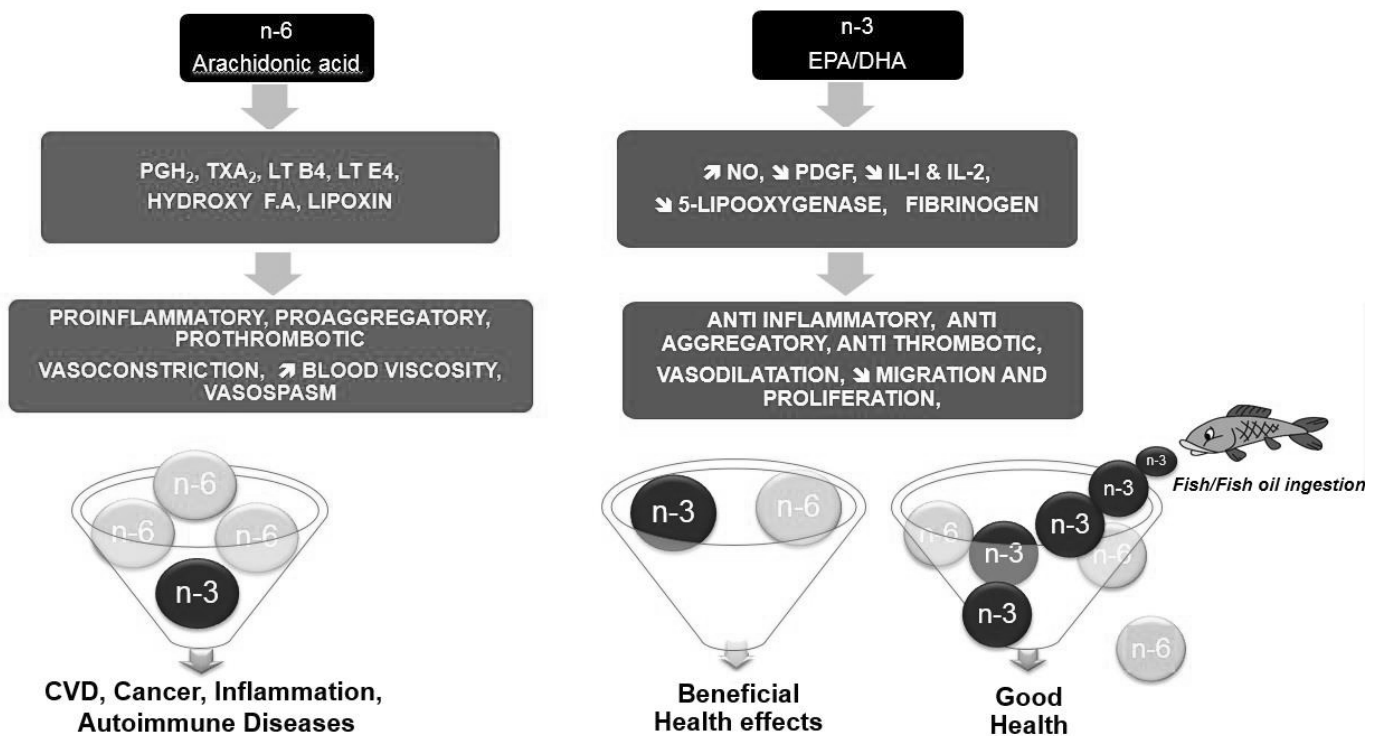 n-6
Arachidonic acid
PGH₂, TXA₂, LT B4, LT E4,
HYDROXY F.A, LIPOXIN
PROINFLAMMATORY, PROAGGREGATORY,
PROTHROMBOTIC
VASOCONSTRICTION, ↗ BLOOD VISCOSITY,
VASOSPASM
n-3
EPA/DHA
↗ NO, ↘ PDGF, ↘ IL-I & IL-2,
↘ 5-LIPOOXYGENASE, FIBRINOGEN
ANTI INFLAMMATORY, ANTI
AGGREGATORY, ANTI THROMBOTIC,
VASODILATATION, ↘ MIGRATION AND
PROLIFERATION,
n-6
n-6
n-6
n-3
CVD, Cancer, Inflammation,
Autoimmune Diseases
n-3
n-6
Beneficial
Health effects
n-3
n-3
n-3
n-6
n-3
n-6
n-3
n-6
Fish/Fish oil ingestion
Good
Health